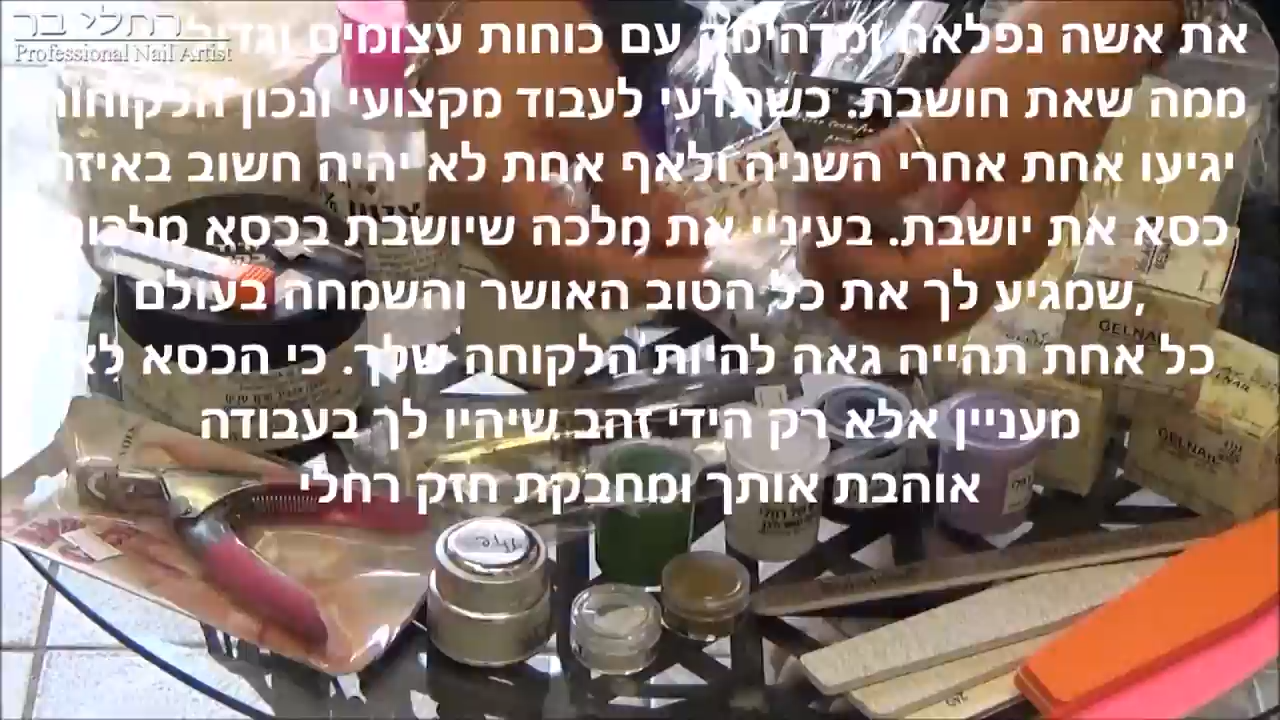 רחלי בר
Professional Nail Artist
את אשה נפלאה ומדהימה עם כוחות עצומים
ממה שאת חושבת. כשתדעי לעבוד מקצועי ונכון הלקוחות
יגיעו אחת אחרי השניה ולאף אחת לא יהיה חשוב באיזה
כסא את יושבת. בעיניי את מלכה שיושבת בכסא
שמגיע לך את כל הטוב האושר והשמחה בעולם,
כל אחת תהייה גאה להיות הלקוחה שלך. כי הכסא לא
מעניין אלא רק הידי זהב שיהיו לך בעבודה
אוהבת אותך ומחבקת חזק רחלי
אצטון
GELNAIL
GELNAIL